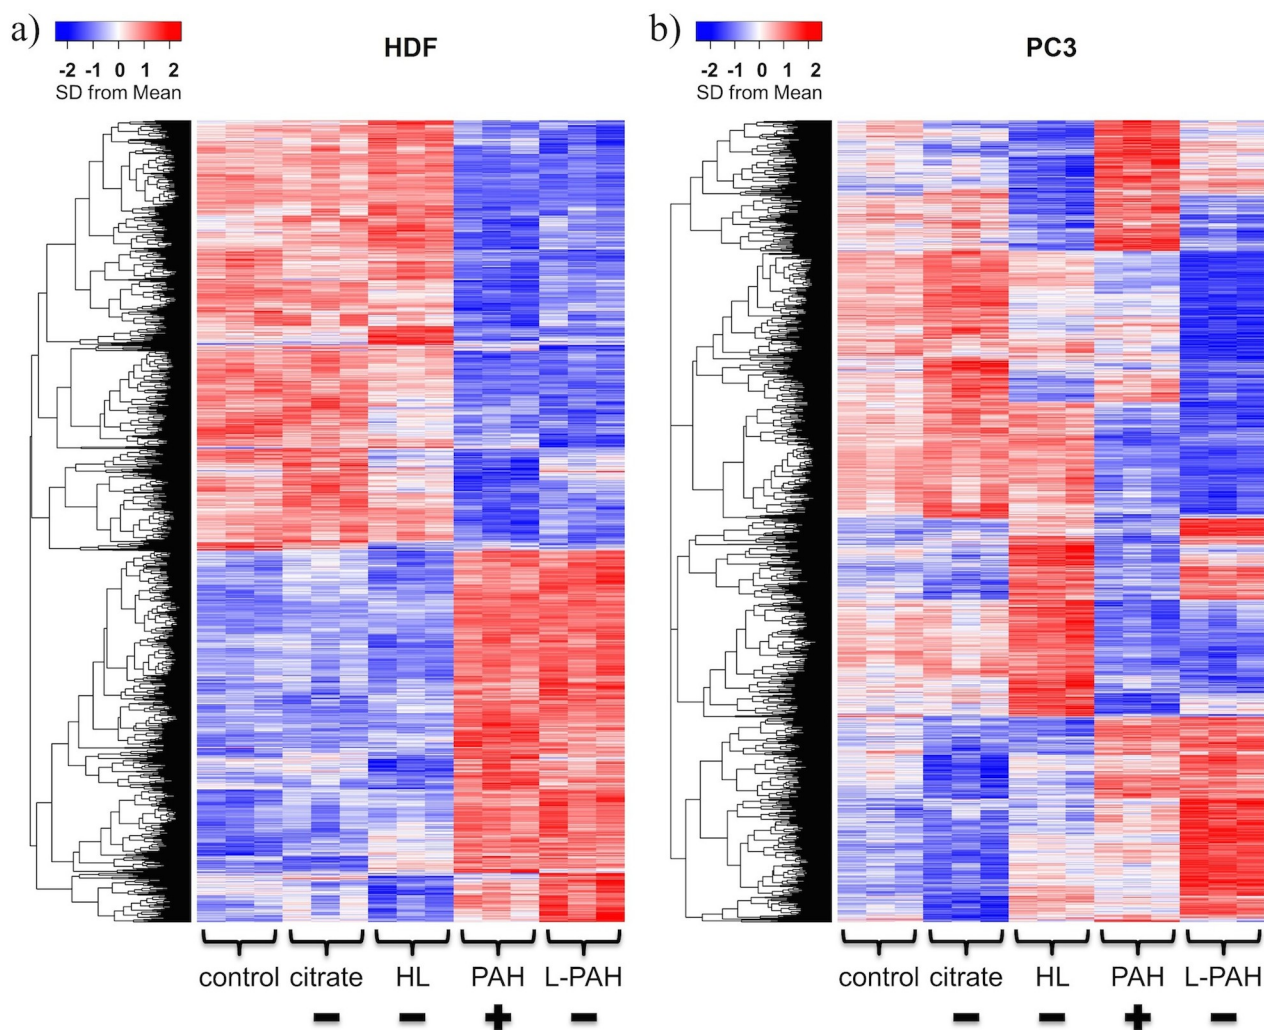 a)
HDF
-2 -1 0 1 2
SD from Mean
control citrate HL PAH L-PAH
− − + −
b)
PC3
-2 -1 0 1 2
SD from Mean
control citrate HL PAH L-PAH
− − + −